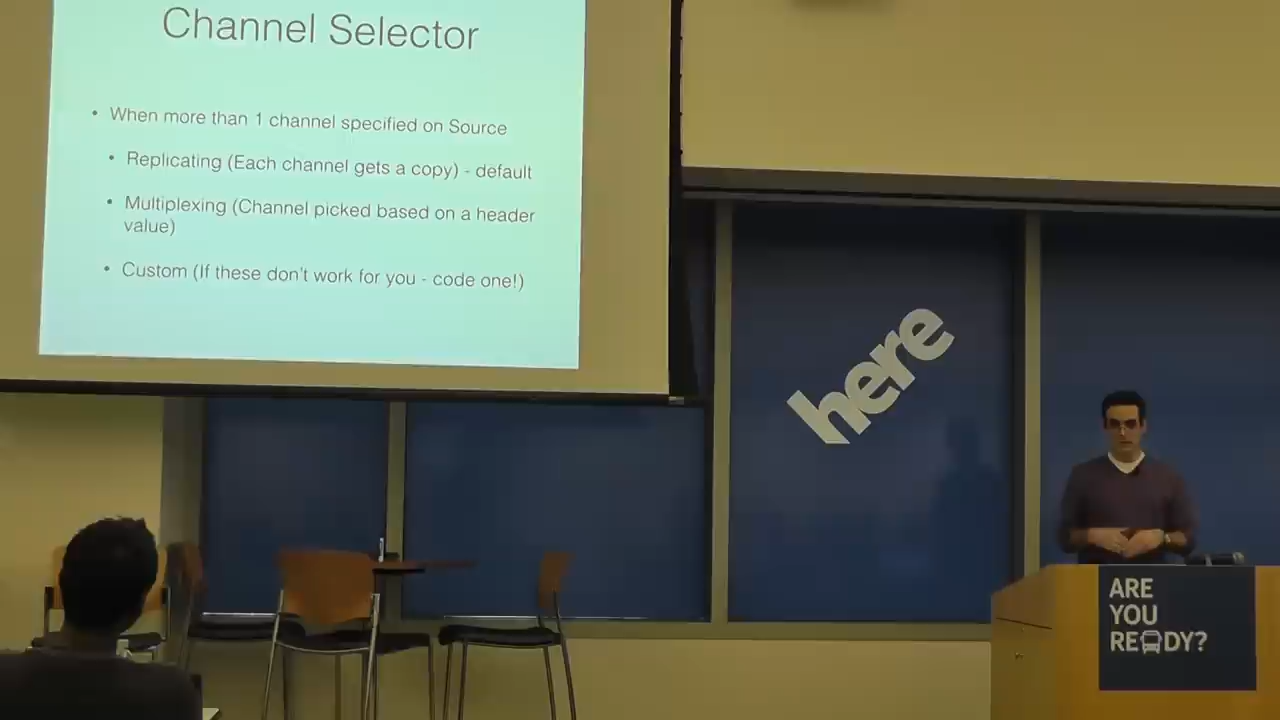 Channel Selector
• When more than 1 channel specified on Source
• Replicating (Each channel gets a copy) - default
• Multiplexing (Channel picked based on a header
value)
• Custom (If these don't work for you - code one!)
here
ARE
YOU
READY?